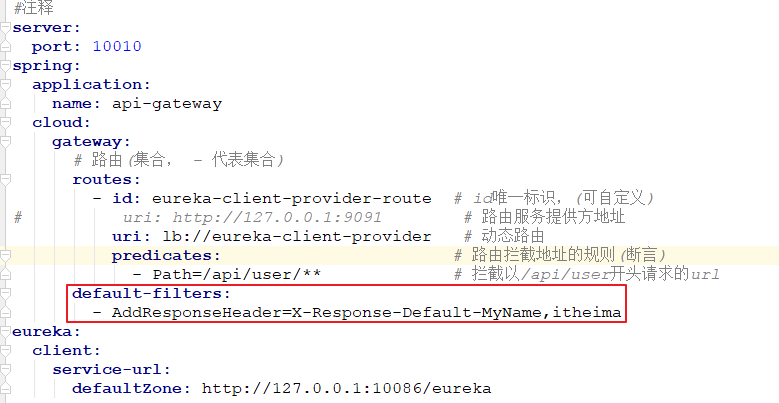 #注释
server:
  port: 10010
spring:
  application:
    name: api-gateway
  cloud:
    gateway:
      # 路由(集合， - 代表集合)
      routes:
        - id: eureka-client-provider-route  # id唯一标识，(可自定义)
#          uri: http://127.0.0.1:9091        # 路由服务提供方地址
          uri: lb://eureka-client-provider   # 动态路由
          predicates:                       # 路由拦截地址的规则(断言)
            - Path=/api/user/**             # 拦截以/api/user开头请求的url
      default-filters:
        - AddResponseHeader=X-Response-Default-MyName,itheima
eureka:
  client:
    service-url:
      defaultZone: http://127.0.0.1:10086/eureka